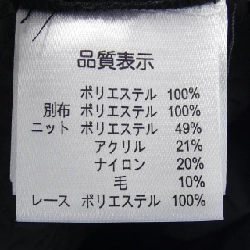 品質表示
ポリエステル 100%
別布 ポリエステル 100%
ニット ポリエステル 49%
アクリル 21%
ナイロン 20%
毛 10%
レース ポリエステル 100%